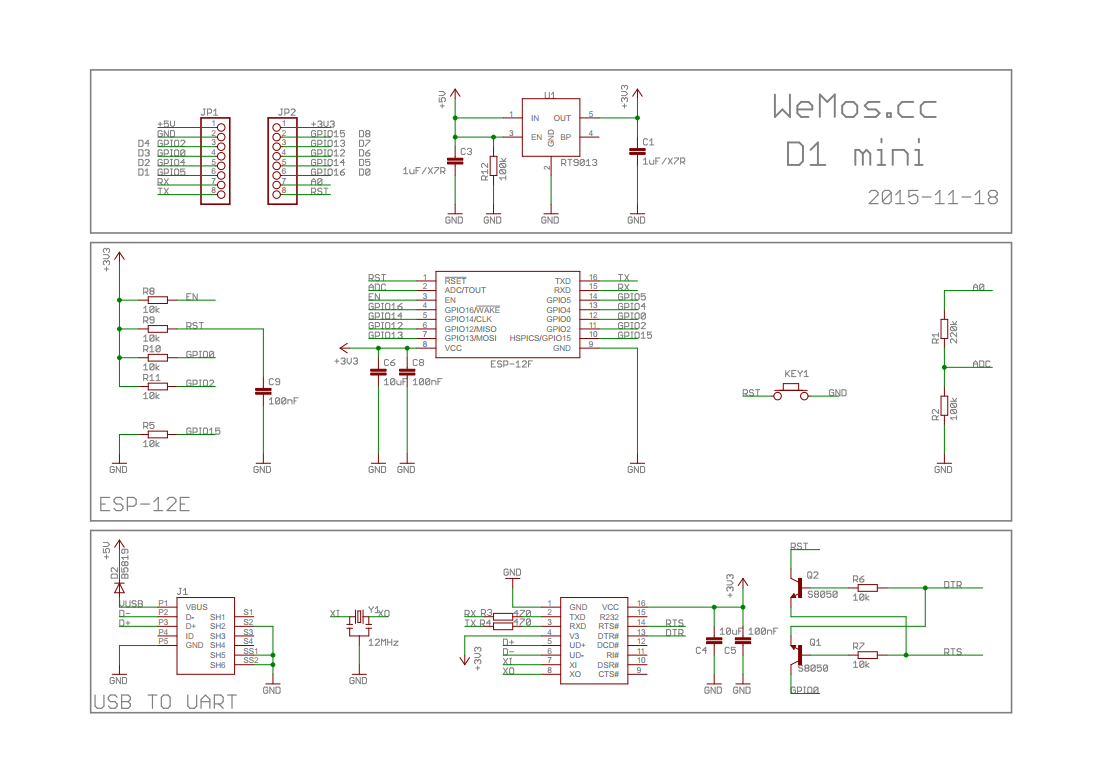 WeMos.cc
D1 mini
2015-11-18
JP1
+5V 1
GND 2
D4 GPIO2 3
D3 GPIO0 4
D2 GPIO4 5
D1 GPIO5 6
RX 7
TX 8
JP2
1 +3V3
2 GPIO15 D8
3 GPIO13 D7
4 GPIO12 D6
5 GPIO14 D5
6 GPIO16 D0
7 A0
8 RST
+5V
U1
+3V3
1 IN OUT 5
3 EN BP 4
GND
2
RT9013
C3
1uF/X7R
R12
100k
C1
1uF/X7R
GND GND GND GND
+3V3
R8
10k
EN
R9
10k
RST
R10
10k
GPIO0
R11
10k
GPIO2
C9
100nF
R5
10k
GPIO15
GND GND
RST 1 RSET TXD 16 TX
ADC 2 ADC/TOUT RXD 15 RX
EN 3 EN GPIO5 14 GPIO5
GPIO16 4 GPIO16/WAKE GPIO4 13 GPIO4
GPIO14 5 GPIO14/CLK GPIO0 12 GPIO0
GPIO12 6 GPIO12/MISO GPIO2 11 GPIO2
GPIO13 7 GPIO13/MOSI HSPICS/GPIO15 10 GPIO15
8 VCC GND 9
+3V3
ESP-12F
C6
10uF
C8
100nF
GND GND GND
KEY1
RST GND
A0
R1
220k
ADC
R2
100k
GND
ESP-12E
+5V
D2
B5819
J1
VUSB P1 VBUS
D- P2 D- SH1 S1
D+ P3 D+ SH2 S2
P4 ID SH3 S3
P5 GND SH4 S4
SH5 SS1
SH6 SS2
GND GND
XI Y1 XO
12MHz
GND
GND
1 GND VCC 16
RX R3 470 2 TXD R232 15
TX R4 470 3 RXD RTS# 14 RTS
4 V3 DTR# 13 DTR
D+ 5 UD+ DCD# 12
D- 6 UD- RI# 11
XI 7 XI DSR# 10
XO 8 XO CTS# 9
+3V3
+3V3
10uF 100nF
C4 C5
GND GND
RST
Q2
S8050
R6
10k
DTR
Q1
S8050
R7
10k
RTS
GPIO0
USB TO UART